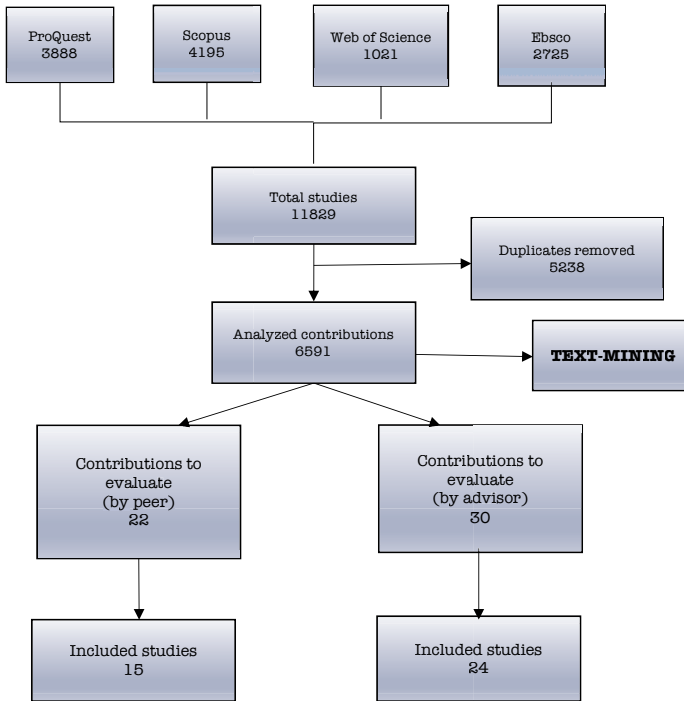 ProQuest
3888
Scopus
4195
Web of Science
1021
Ebsco
2725
Total studies
11829
Duplicates removed
5238
Analyzed contributions
6591
TEXT-MINING
Contributions to
evaluate
(by peer)
22
Contributions to
evaluate
(by advisor)
30
Included studies
15
Included studies
24